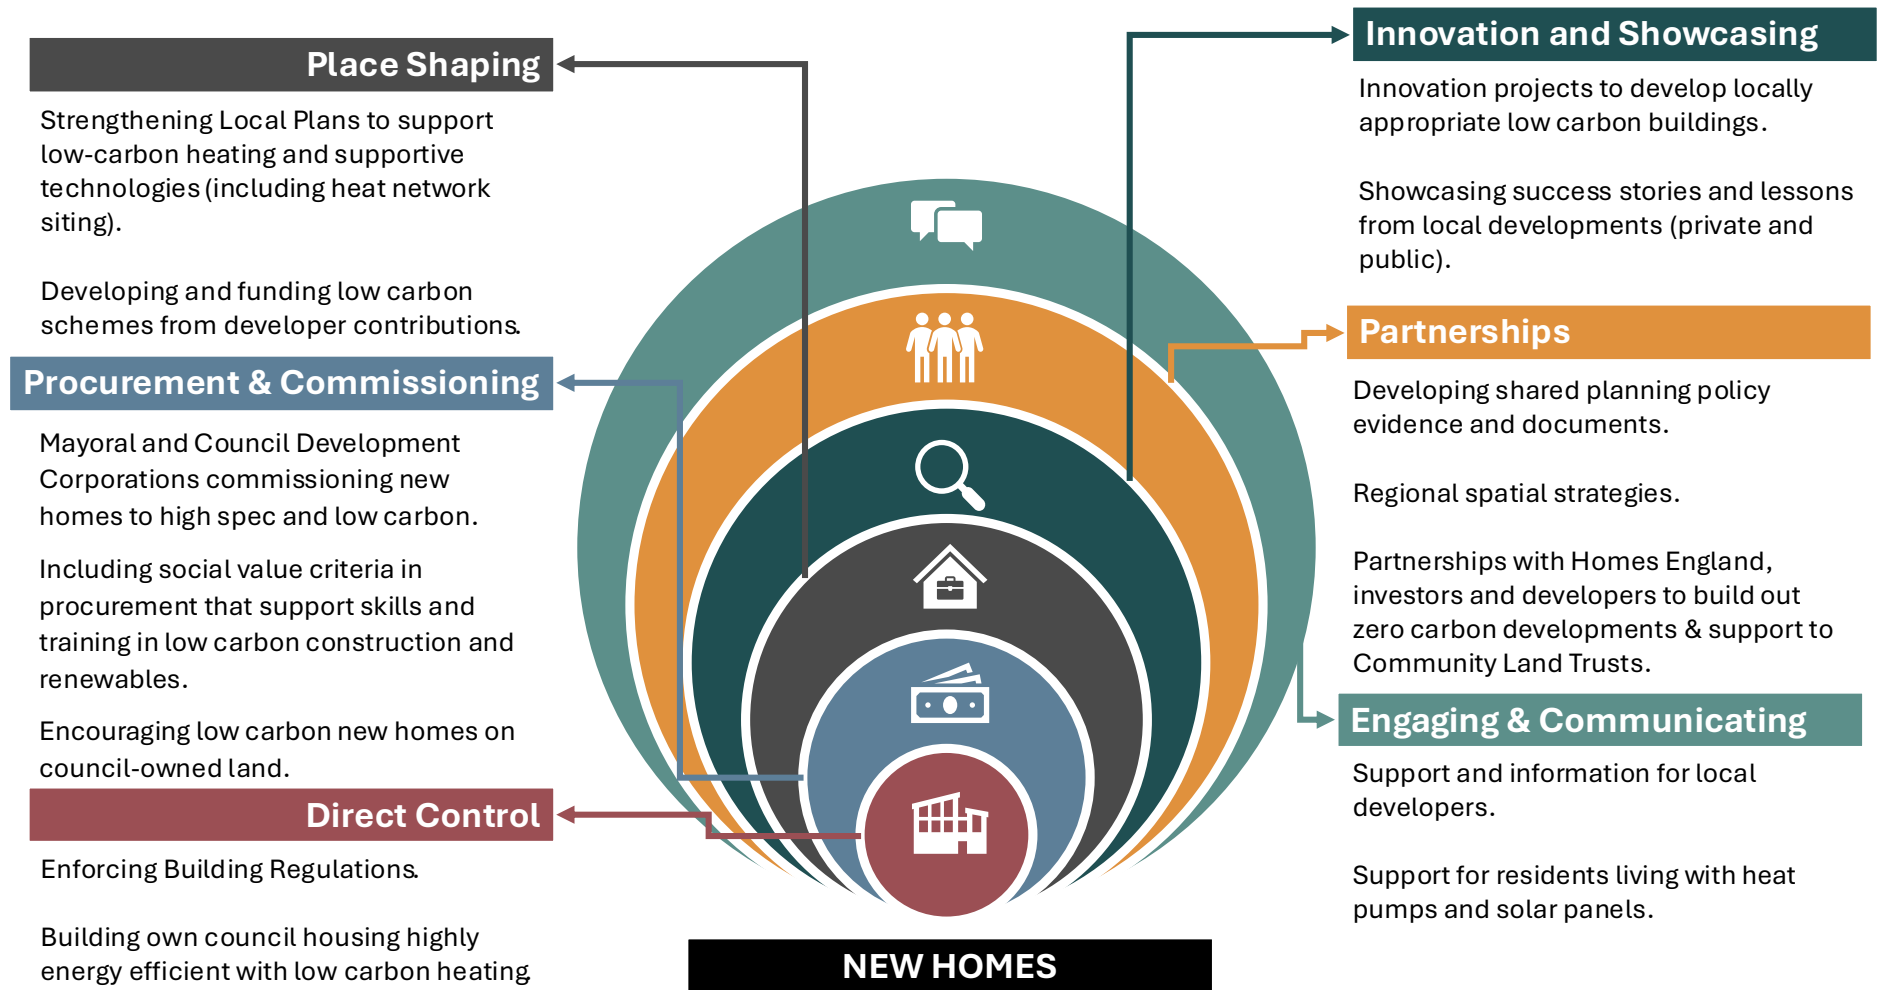 Place Shaping
Strengthening Local Plans to support
low-carbon heating and supportive
technologies (including heat network
siting).
Developing and funding low carbon
schemes from developer contributions.
Procurement & Commissioning
Mayoral and Council Development
Corporations commissioning new
homes to high spec and low carbon.
Including social value criteria in
procurement that support skills and
training in low carbon construction and
renewables.
Encouraging low carbon new homes on
council-owned land.
Direct Control
Enforcing Building Regulations.
Building own council housing highly
energy efficient with low carbon heating
Innovation and Showcasing
Innovation projects to develop locally
appropriate low carbon buildings.
Showcasing success stories and lessons
from local developments (private and
public).
Partnerships
Developing shared planning policy
evidence and documents.
Regional spatial strategies.
Partnerships with Homes England,
investors and developers to build out
zero carbon developments & support to
Community Land Trusts.
Engaging & Communicating
Support and information for local
developers.
Support for residents living with heat
pumps and solar panels.
NEW HOMES